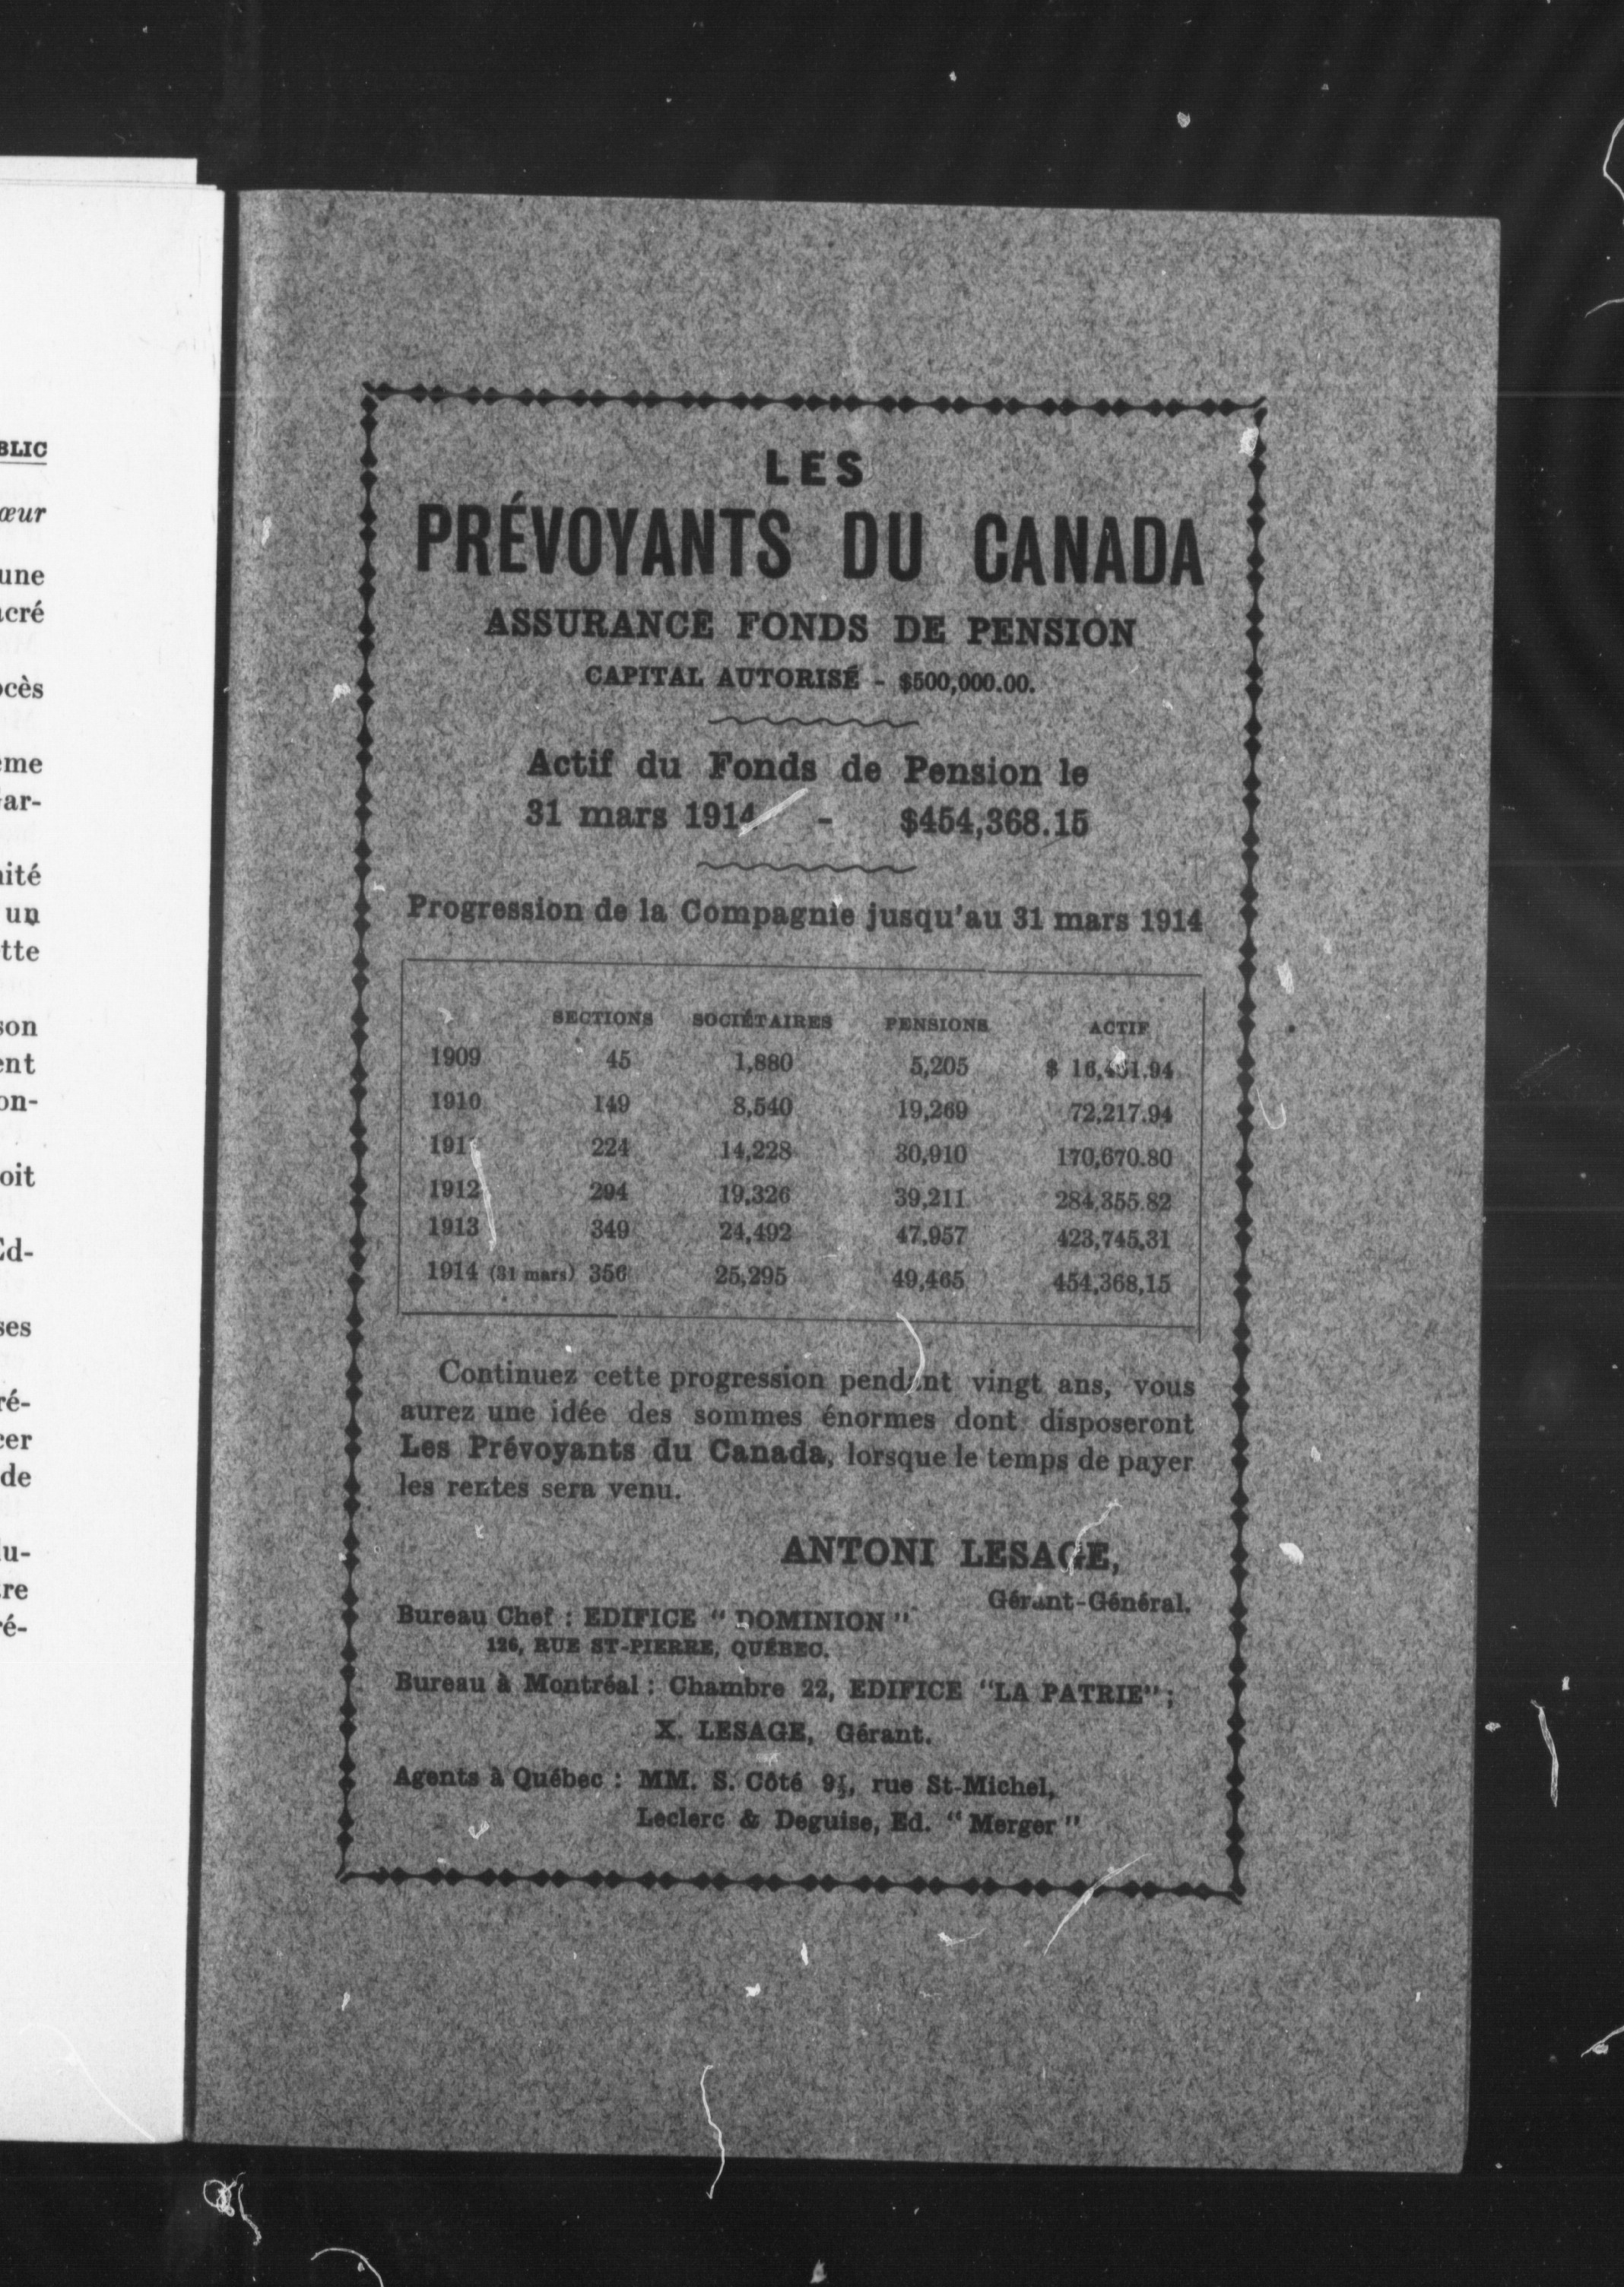 BLIC
œur
une
acré
ocès
ème
ar-
nité
un
tte
son
ent
on-
oit
Ed-
ses
ré-
cer
de
u-
re
ré-
LES
PRÉVOYANTS DU CANADA
ASSURANCE FONDS DE PENSION
CAPITAL AUTORISÉ - $500,000.00.
Actif du Fonds de Pension le
31 mars 1914 - $454,368.15
Progression de la Compagnie jusqu'au 31 mars 1914
SECTIONS SOCIÉTAIRES PENSIONS ACTIF
1909 45 1,880 5,205 $
1910 149 8,540 19,269 72,217.94
1911 224 14,228 30,910 170,670.80
1912 294 19,326 39,211 284,355.82
1913 349 24,492 47,957 423,745,31
1914 (31 mars) 356 25,295 49,465 454,368,15
Continuez cette progression pendant vingt ans, vous
aurez une idée des sommes énormes dont disposeront
Les Prévoyants du Canada, lorsque le temps de payer
les rentes sera venu.
ANTONI LESAGE,
Gérant-Général.
Bureau Chef : EDIFICE " DOMINION "
126, RUE ST-PIERRE, QUÉBEC.
Bureau à Montréal : Chambre 22, EDIFICE "LA PATRIE" ;
X. LESAGE, Gérant.
Agents à Québec : MM. S. Côté rue St-Michel,
Leclerc & Deguise, Ed. " Merger "